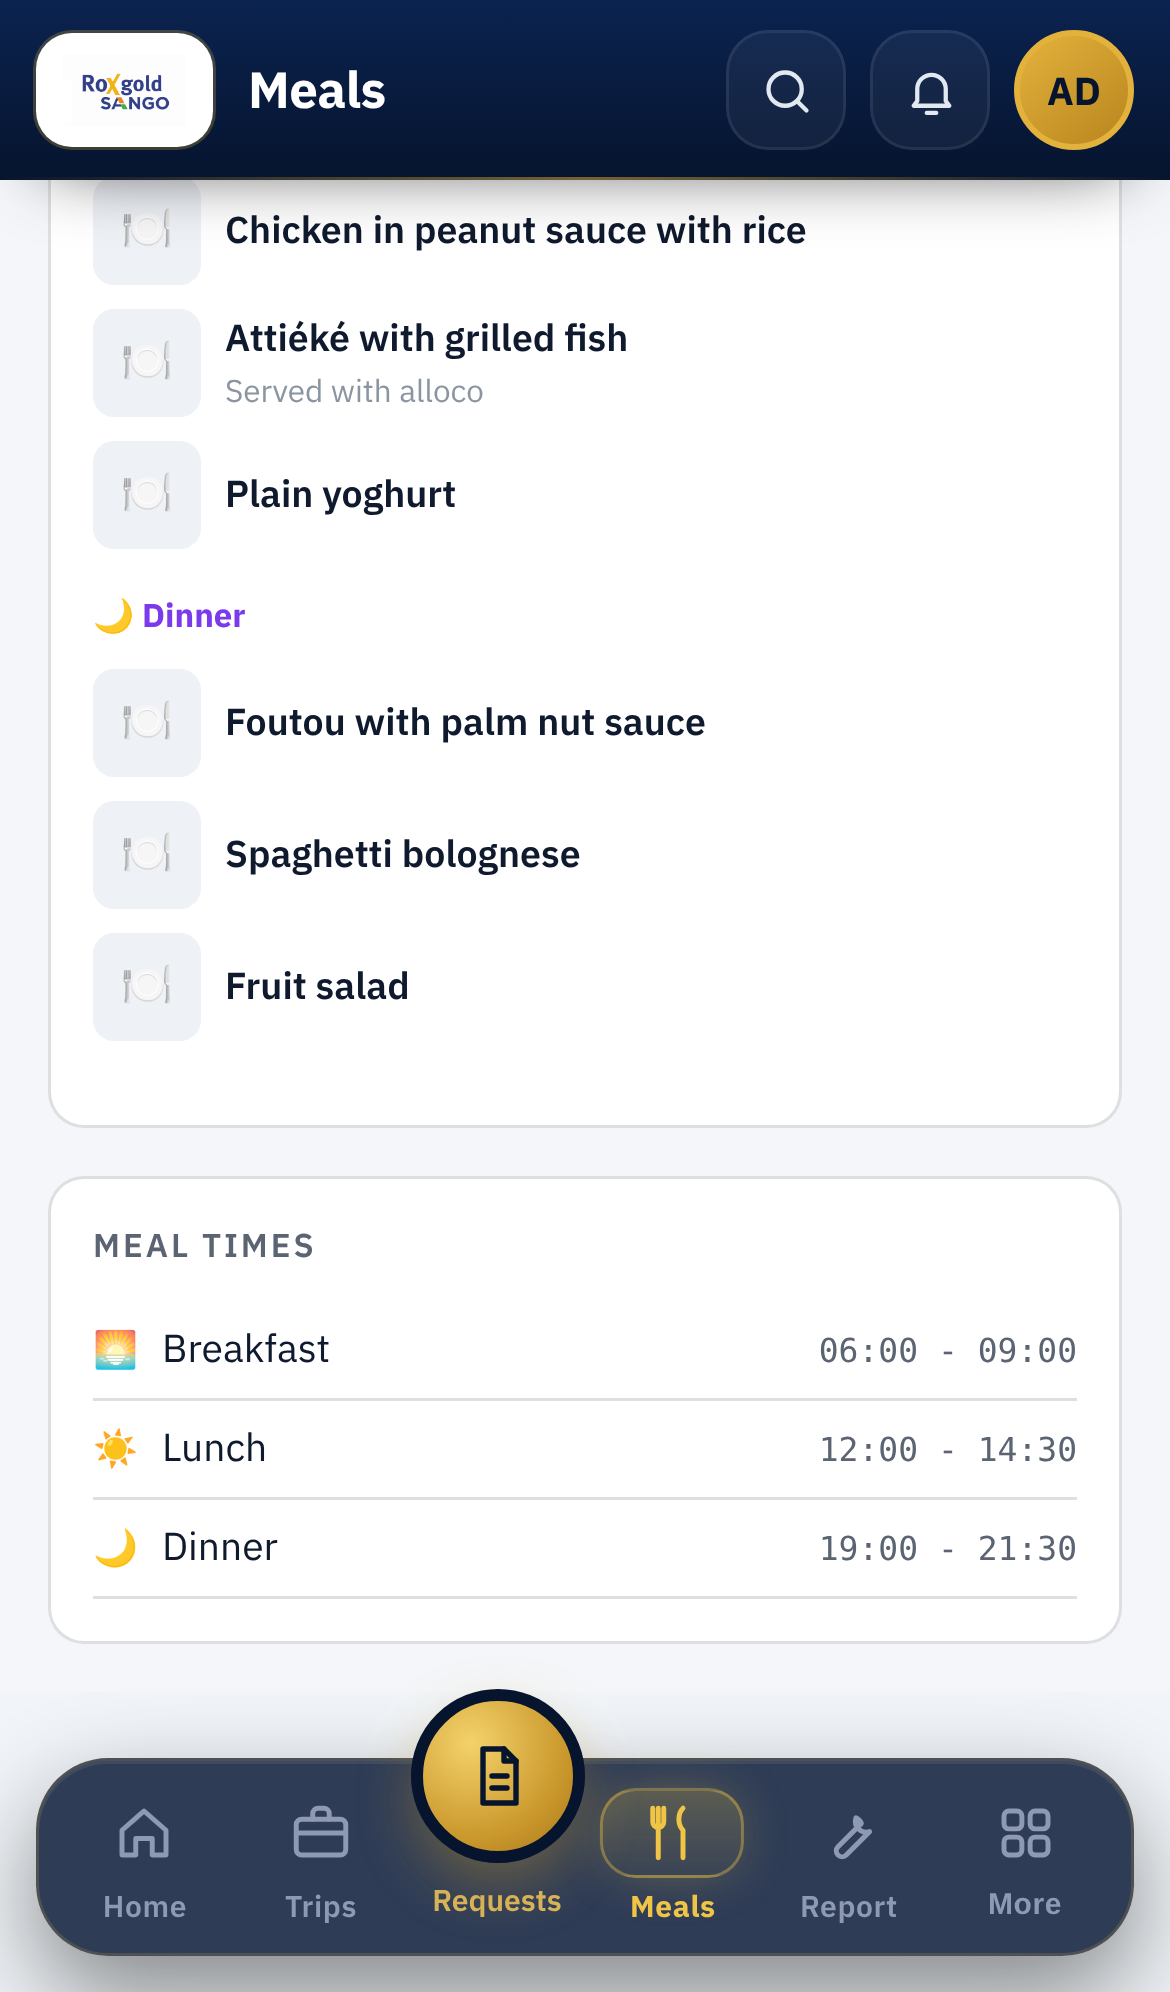 Roxgold
SANGO
Meals
AD
Chicken in peanut sauce with rice
Attiéké with grilled fish
Served with alloco
Plain yoghurt
Dinner
Foutou with palm nut sauce
Spaghetti bolognese
Fruit salad
MEAL TIMES
Breakfast 06:00 - 09:00
Lunch 12:00 - 14:30
Dinner 19:00 - 21:30
Home Trips Requests Meals Report More